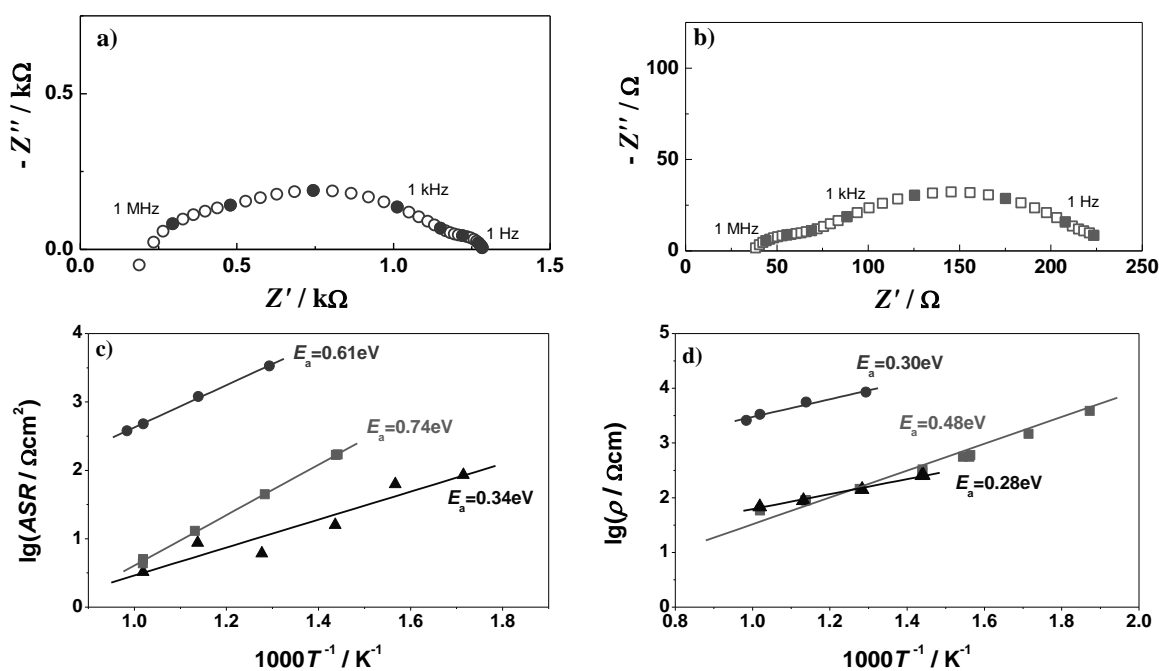 a)
- Z'' / kΩ
0.5
0.0
1 MHz
1 kHz
1 Hz
0.0 0.5 1.0 1.5
Z' / kΩ
b)
- Z'' / Ω
100
75
50
25
0
1 MHz
1 kHz
1 Hz
0 50 100 150 200 250
Z' / Ω
c)
lg(ASR / Ωcm²)
4
3
2
1
0
Eₐ=0.61eV
Eₐ=0.74eV
Eₐ=0.34eV
1.0 1.2 1.4 1.6 1.8
1000T⁻¹ / K⁻¹
d)
lg(ρ / Ωcm)
5
4
3
2
1
0
Eₐ=0.30eV
Eₐ=0.48eV
Eₐ=0.28eV
0.8 1.0 1.2 1.4 1.6 1.8 2.0
1000T⁻¹ / K⁻¹